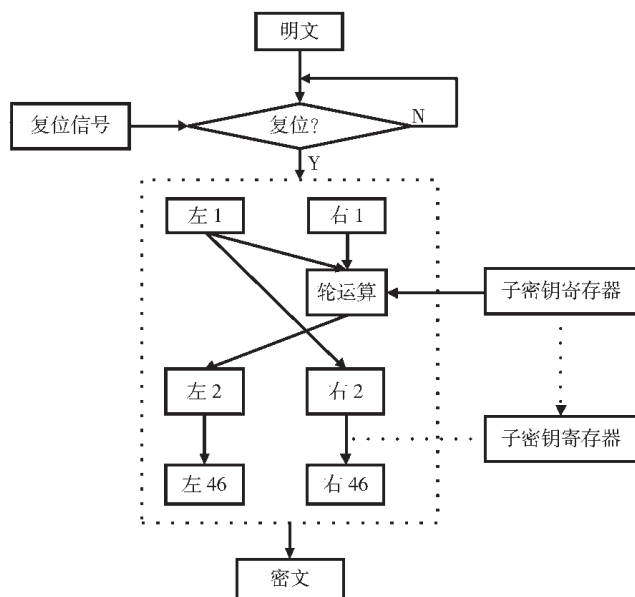 明文
复位信号
复位?
N
Y
左 1
右 1
轮运算
子密钥寄存器
左 2
右 2
子密钥寄存器
左 46
右 46
密文